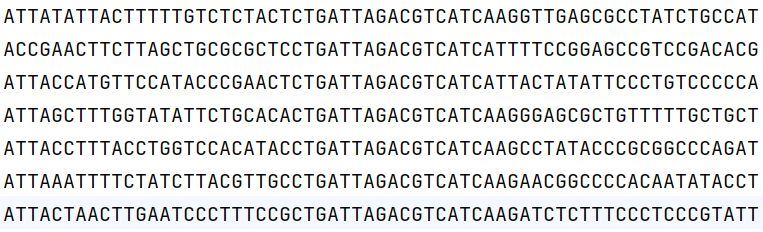 ATTATATTACTTTTTGTCTCTACTCTGATTAGACGTCATCAAGGTTGAGCGCCTATCTGCCAT
ACCGAACTTCTTAGCTGCGCGCTCCTGATTAGACGTCATCATTTTCCGGAGCCGTCCGACACG
ATTACCATGTTCCATACCCGAACTCTGATTAGACGTCATCATTACTATATTCCCTGTCCCCCA
ATTAGCTTTGGTATATTCTGCACACTGATTAGACGTCATCAAGGGAGCGCTGTTTTTGCTGCT
ATTACCTTTACCTGGTCCACATACCTGATTAGACGTCATCAAGCCTATACCCGCGGCCCAGAT
ATTAAATTTTCTATCTTACGTTGCCTGATTAGACGTCATCAAGAACGGCCCCACAATATACCT
ATTACTAACTTGAATCCCTTTCCGCTGATTAGACGTCATCAAGATCTCTTTCCCTCCCGTATT